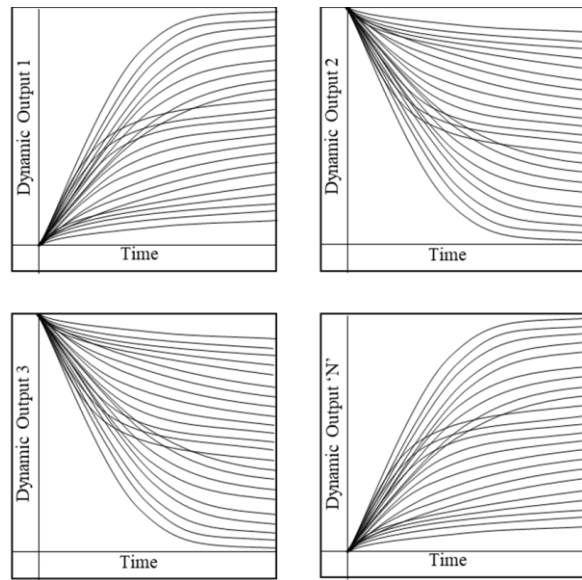 Dynamic Output 1
Time
Dynamic Output 2
Time
Dynamic Output 3
Time
Dynamic Output ‘N’
Time